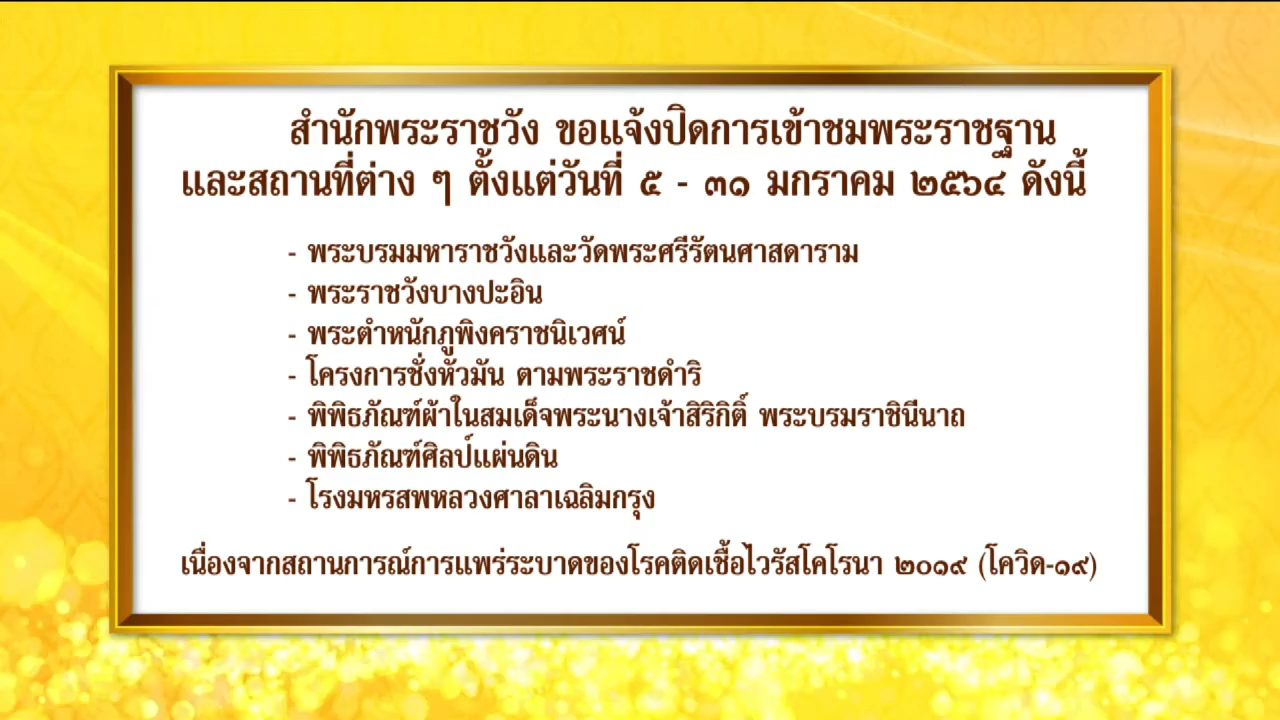 สำนักพระราชวัง ขอแจ้งปิดการเข้าชมพระราชฐาน
และสถานที่ต่าง ๆ ตั้งแต่วันที่ ๕ - ๓๑ มกราคม ๒๕๖๔ ดังนี้
- พระบรมมหาราชวังและวัดพระศรีรัตนศาสดาราม
- พระราชวังบางปะอิน
- พระตำหนักภูพิงคราชนิเวศน์
- โครงการชั่งหัวมัน ตามพระราชดำริ
- พิพิธภัณฑ์ผ้าในสมเด็จพระนางเจ้าสิริกิติ์ พระบรมราชินีนาถ
- พิพิธภัณฑ์ศิลป์แผ่นดิน
- โรงมหรสพหลวงศาลาเฉลิมกรุง
เนื่องจากสถานการณ์การแพร่ระบาดของโรคติดเชื้อไวรัสโคโรนา ๒๐๑๙ (โควิด-๑๙)